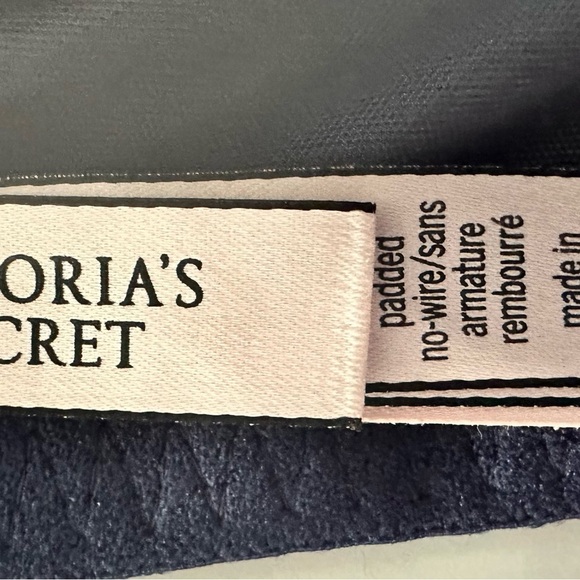 ORIA'S
CRET
padded
no-wire/sans
armature
rembourré
made in